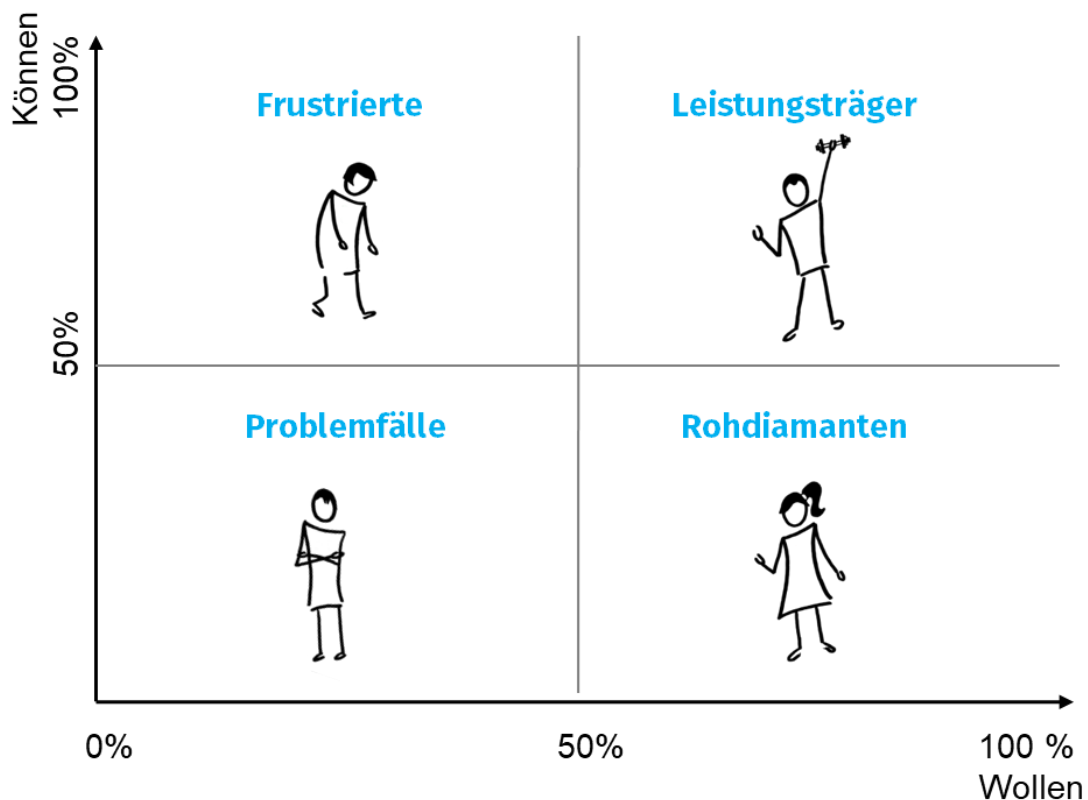 Können
100%
Frustrierte
Leistungsträger
50%
Problemfälle
Rohdiamanten
0%
50%
100 %
Wollen